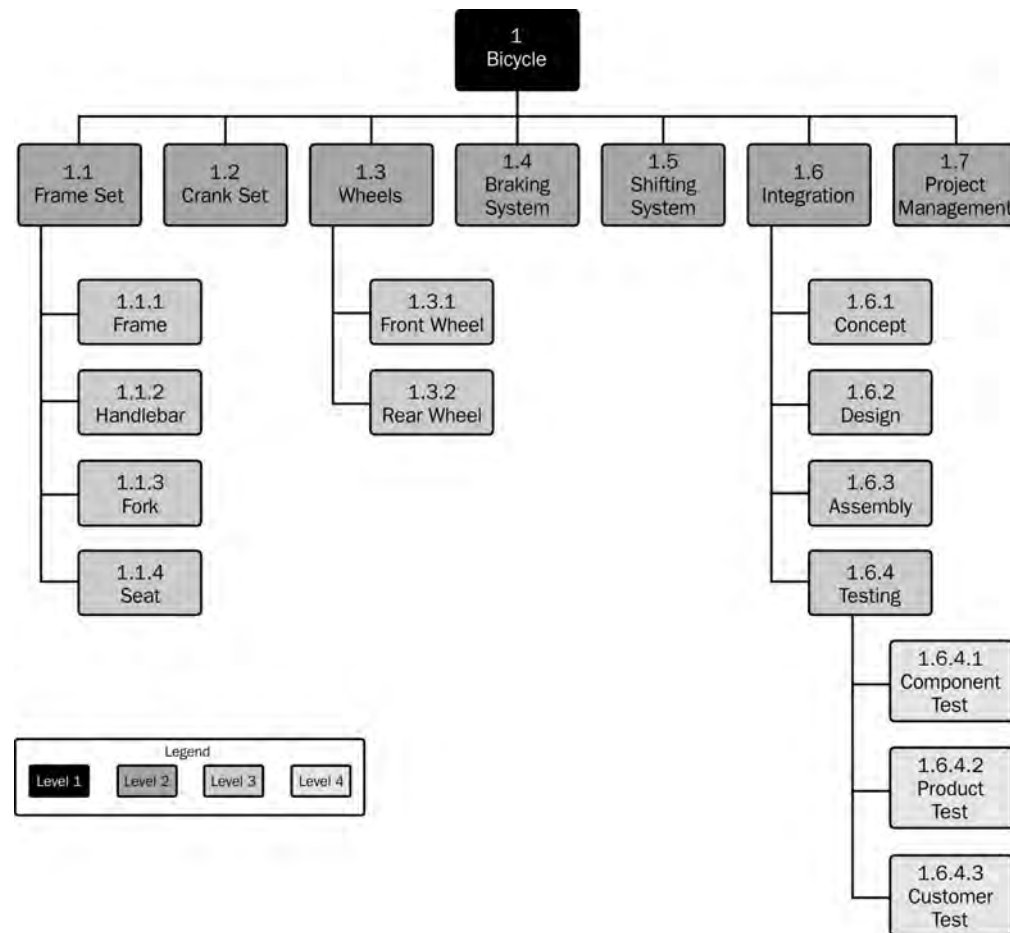 1
Bicycle
1.1
Frame Set
1.2
Crank Set
1.3
Wheels
1.4
Braking
System
1.5
Shifting
System
1.6
Integration
1.7
Project
Management
1.1.1
Frame
1.1.2
Handlebar
1.1.3
Fork
1.1.4
Seat
1.3.1
Front Wheel
1.3.2
Rear Wheel
1.6.1
Concept
1.6.2
Design
1.6.3
Assembly
1.6.4
Testing
1.6.4.1
Component
Test
1.6.4.2
Product
Test
1.6.4.3
Customer
Test
Legend
Level 1
Level 2
Level 3
Level 4